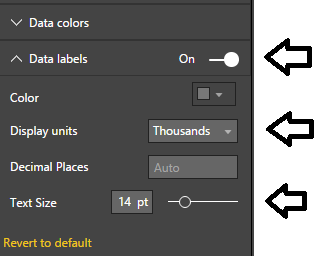 Data colors
Data labels On
Color
Display units Thousands
Decimal Places Auto
Text Size 14 pt
Revert to default